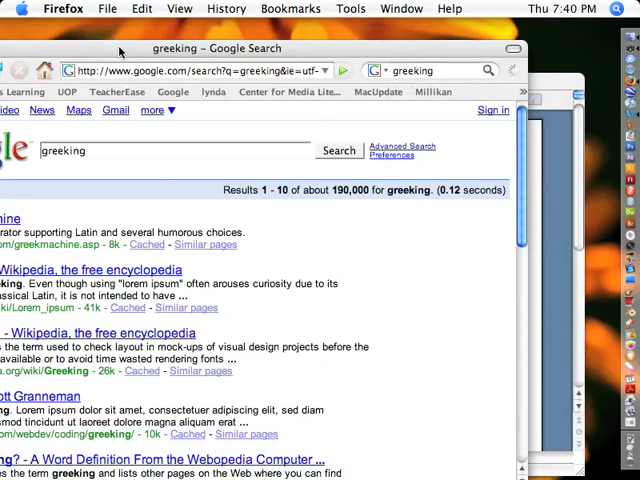 Firefox File Edit View History Bookmarks Tools Window Help Thu 7:40 PM
greeking – Google Search
http://www.google.com/search?q=greeking&ie=utf- greeking
s Learning UOP TeacherEase Google lynda Center for Media Lite... MacUpdate Millikan »
ideo News Maps Gmail more ▼ Sign in
gle greeking Search Advanced Search
Preferences
Results 1 - 10 of about 190,000 for greeking. (0.12 seconds)
hine
erator supporting Latin and several humorous choices.
om/greekmachine.asp - 8k - Cached - Similar pages
Wikipedia, the free encyclopedia
king. Even though using "lorem ipsum" often arouses curiosity due to its
assical Latin, it is not intended to have ...
iki/Lorem_ipsum - 41k - Cached - Similar pages
- Wikipedia, the free encyclopedia
s the term used to check layout in mock-ups of visual design projects before the
available or to avoid time wasted rendering fonts ...
a.org/wiki/Greeking - 26k - Cached - Similar pages
ott Granneman
ng. Lorem ipsum dolor sit amet, consectetuer adipiscing elit, sed diam
t ut laoreet dolore magna aliquam erat ...
om/webdev/coding/greeking/ - 10k - Cached - Similar pages
ng? - A Word Definition From the Webopedia Computer ...
es the term greeking and lists other pages on the Web where you can find